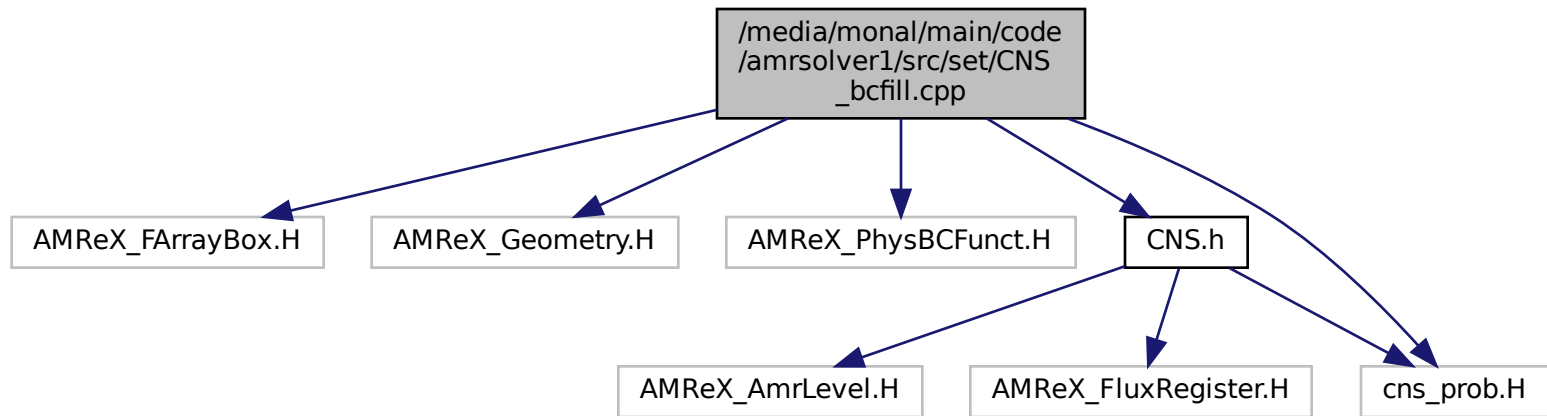 /media/monal/main/code
/amrsolver1/src/set/CNS
_bcfill.cpp
AMReX_FArrayBox.H
AMReX_Geometry.H
AMReX_PhysBCFunct.H
CNS.h
AMReX_AmrLevel.H
AMReX_FluxRegister.H
cns_prob.H